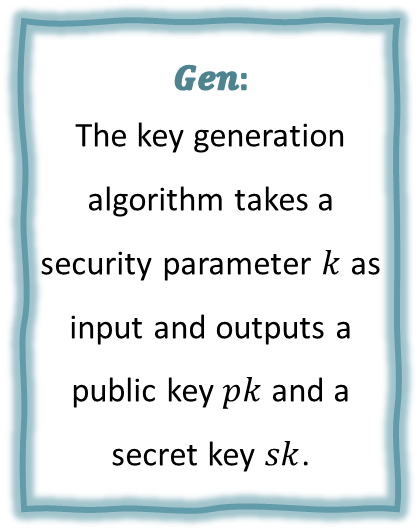 Gen:
The key generation
algorithm takes a
security parameter k as
input and outputs a
public key pk and a
secret key sk.